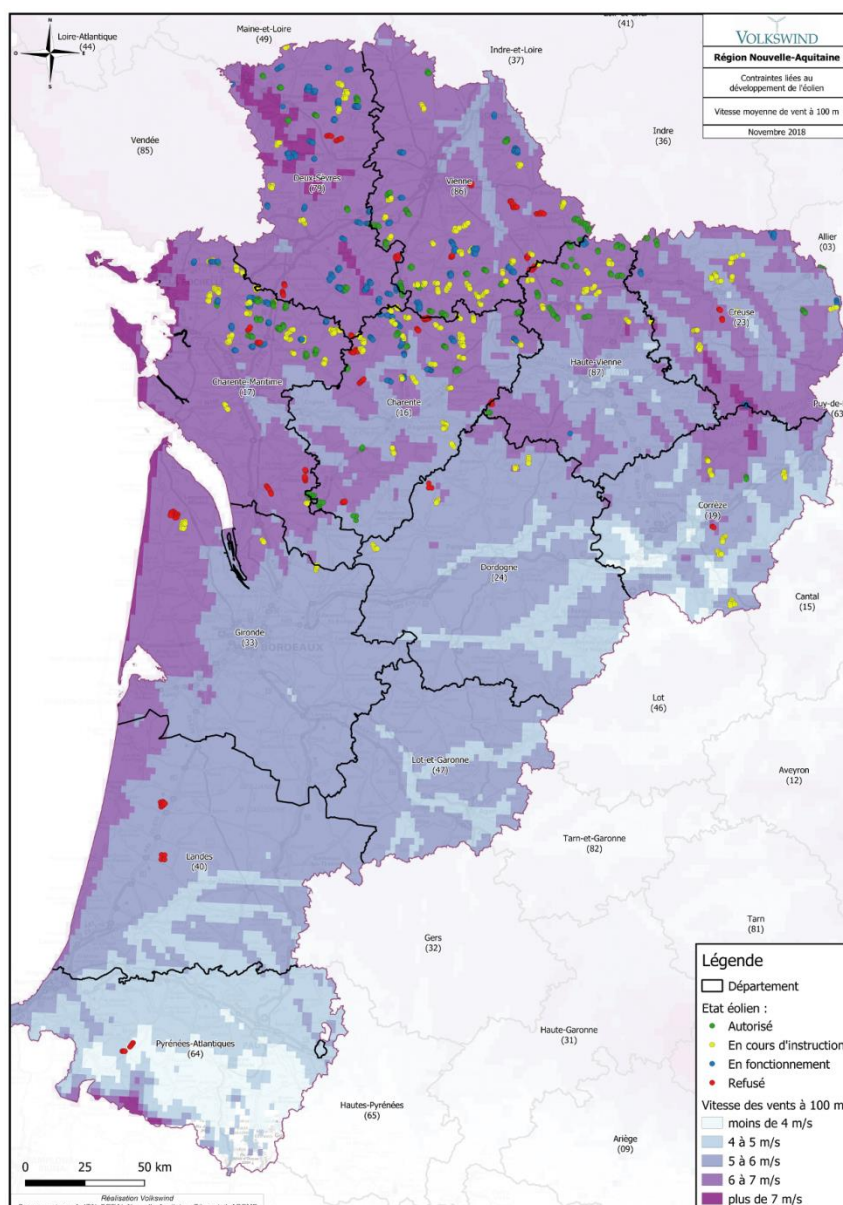 Loire-Atlantique
(44)
Maine-et-Loire
(49)
(41)
Indre-et-Loire
(37)
VOLKSWIND
Région Nouvelle-Aquitaine
Contraintes liées au
développement de l'éolien
Vitesse moyenne de vent à 100 m
Novembre 2018
N
O
E
S
Vendée
(85)
Indre
(36)
Deux-Sèvres
(79)
Vienne
(86)
Allier
(03)
Creuse
(23)
Haute-Vienne
(87)
Charente-Maritime
(17)
Charente
(16)
Puy-de-
(63)
Corrèze
(19)
Dordogne
(24)
Cantal
(15)
Gironde
(33)
BORDEAUX
Lot
(46)
Lot-et-Garonne
(47)
Aveyron
(12)
Tarn-et-Garonne
(82)
Landes
(40)
Gers
(32)
Tarn
(81)
Pyrénées-Atlantiques
(64)
Haute-Garonne
(31)
Hautes-Pyrénées
(65)
Ariège
(09)
Légende
Département
Etat éolien :
Autorisé
En cours d'instruction
En fonctionnement
Refusé
Vitesse des vents à 100 m
moins de 4 m/s
4 à 5 m/s
5 à 6 m/s
6 à 7 m/s
plus de 7 m/s
0 25 50 km
Réalisation Volkswind